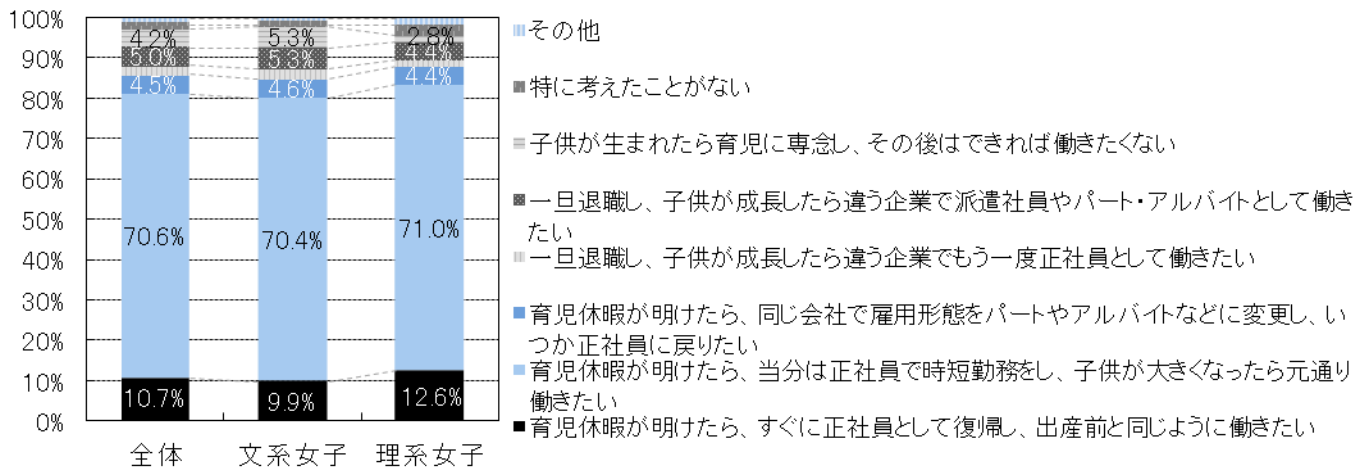 100%
90%
80%
70%
60%
50%
40%
30%
20%
10%
0%
4.2%
5.0%
4.5%
70.6%
10.7%
5.3%
5.3%
4.6%
70.4%
9.9%
2.8%
4.4%
4.4%
71.0%
12.6%
全体
文系女子
理系女子
その他
特に考えたことがない
子供が生まれたら育児に専念し、その後はできれば働きたくない
一旦退職し、子供が成長したら違う企業で派遣社員やパート・アルバイトとして働き
たい
一旦退職し、子供が成長したら違う企業でもう一度正社員として働きたい
育児休暇が明けたら、同じ会社で雇用形態をパートやアルバイトなどに変更し、い
つか正社員に戻りたい
育児休暇が明けたら、当分は正社員で時短勤務をし、子供が大きくなったら元通り
働きたい
育児休暇が明けたら、すぐに正社員として復帰し、出産前と同じように働きたい